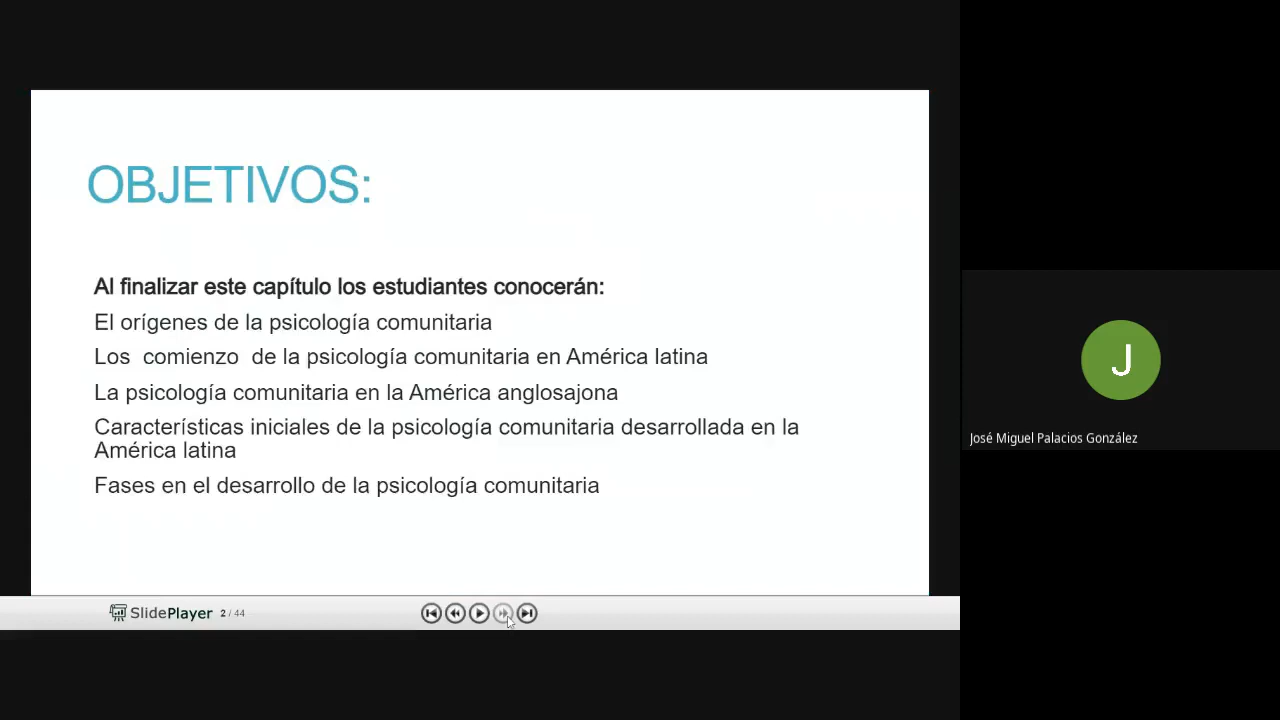 OBJETIVOS:
Al finalizar este capítulo los estudiantes conocerán:
El orígenes de la psicología comunitaria
Los comienzo de la psicología comunitaria en América latina
La psicología comunitaria en la América anglosajona
Características iniciales de la psicología comunitaria desarrollada en la
América latina
Fases en el desarrollo de la psicología comunitaria
SlidePlayer 2 / 44
J
José Miguel Palacios González